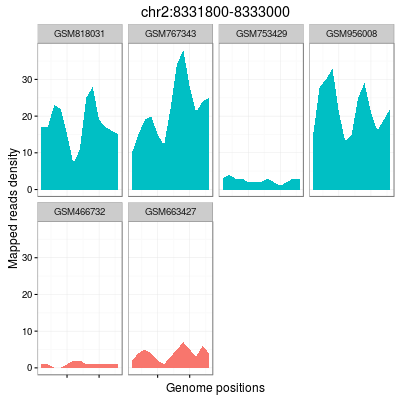 chr2:8331800-8333000
GSM818031 GSM767343 GSM753429 GSM956008
30
20
10
0
GSM466732 GSM663427
30
20
10
0
Mapped reads density
Genome positions